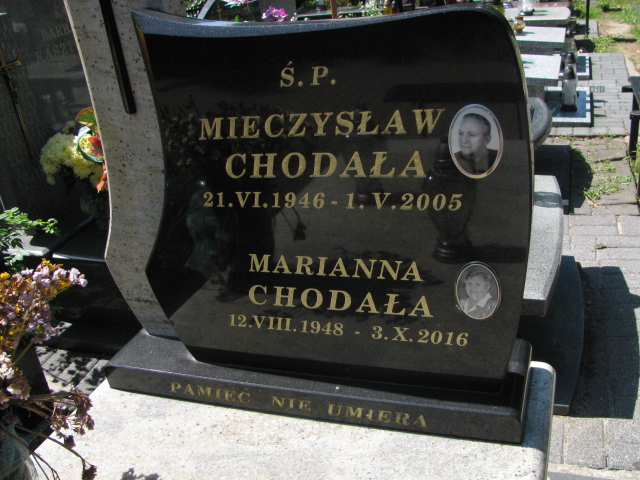 Ś.P.
MIECZYSŁAW
CHODAŁA
21.VI.1946 - 1.V.2005
MARIANNA
CHODAŁA
12.VIII.1948 - 3.X.2016
PAMIĘĆ NIE UMIERA